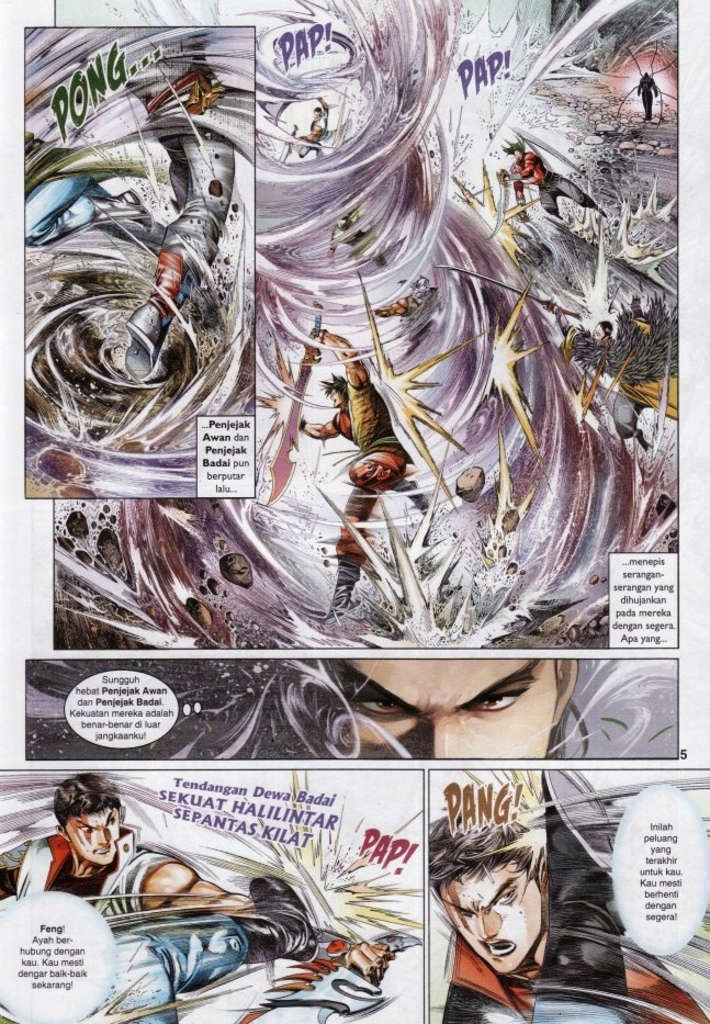 PONG...
PAP!
PAP!
...Penjejak
Awan dan
Penjejak
Badai pun
berputar
lalu...
...menepis
serangan-
serangan yang
dihujankan
pada mereka
dengan segera.
Apa yang...
Sungguh
hebat Penjejak Awan
dan Penjejak Badai.
Kekuatan mereka adalah
benar-benar di luar
jangkaanku!
5
Tendangan Dewa Badai
SEKUAT HALILINTAR
SEPANTAS KILAT
PAP!
Feng!
Ayah ber-
hubung dengan
kau. Kau mesti
dengar baik-baik
sekarang!
PANG!
Inilah
peluang
yang
terakhir
untuk kau.
Kau mesti
berhenti
dengan
segera!